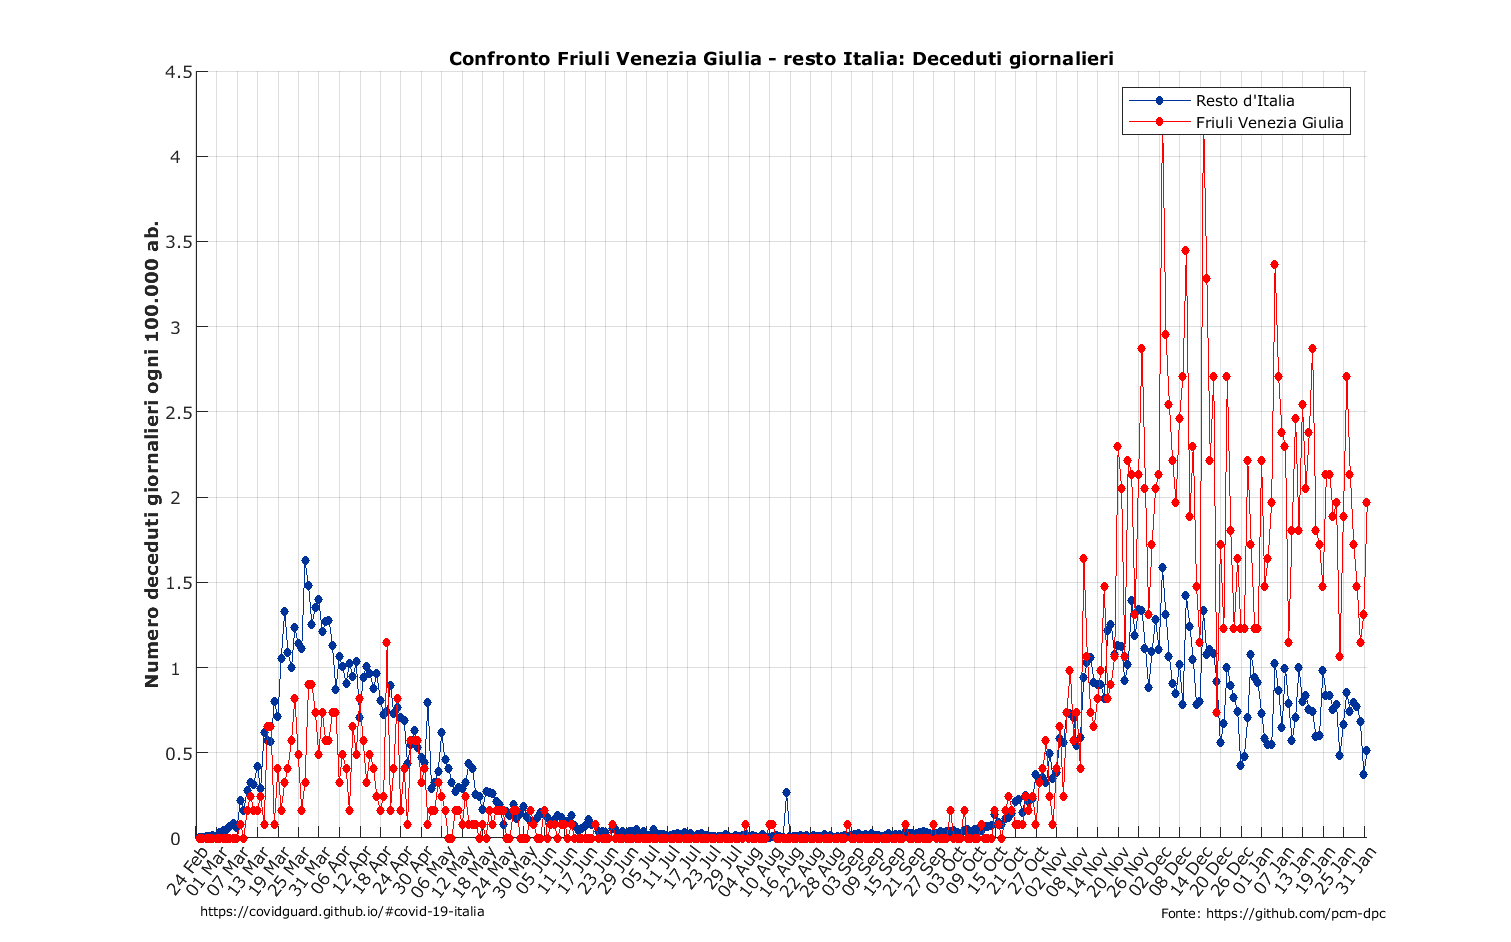 Confronto Friuli Venezia Giulia - resto Italia: Deceduti giornalieri
Resto d'Italia
Friuli Venezia Giulia
Numero deceduti giornalieri ogni 100.000 ab.
4.5
4
3.5
3
2.5
2
1.5
1
0.5
0
24 Feb
01 Mar
07 Mar
13 Mar
19 Mar
25 Mar
31 Mar
06 Apr
12 Apr
18 Apr
24 Apr
30 Apr
06 May
12 May
18 May
24 May
30 May
05 Jun
11 Jun
17 Jun
23 Jun
29 Jun
05 Jul
11 Jul
17 Jul
23 Jul
29 Jul
04 Aug
10 Aug
16 Aug
22 Aug
28 Aug
03 Sep
09 Sep
15 Sep
21 Sep
27 Sep
03 Oct
09 Oct
15 Oct
21 Oct
27 Oct
02 Nov
08 Nov
14 Nov
20 Nov
26 Nov
02 Dec
08 Dec
14 Dec
20 Dec
26 Dec
01 Jan
07 Jan
13 Jan
19 Jan
25 Jan
31 Jan
https://covidguard.github.io/#covid-19-italia
Fonte: https://github.com/pcm-dpc